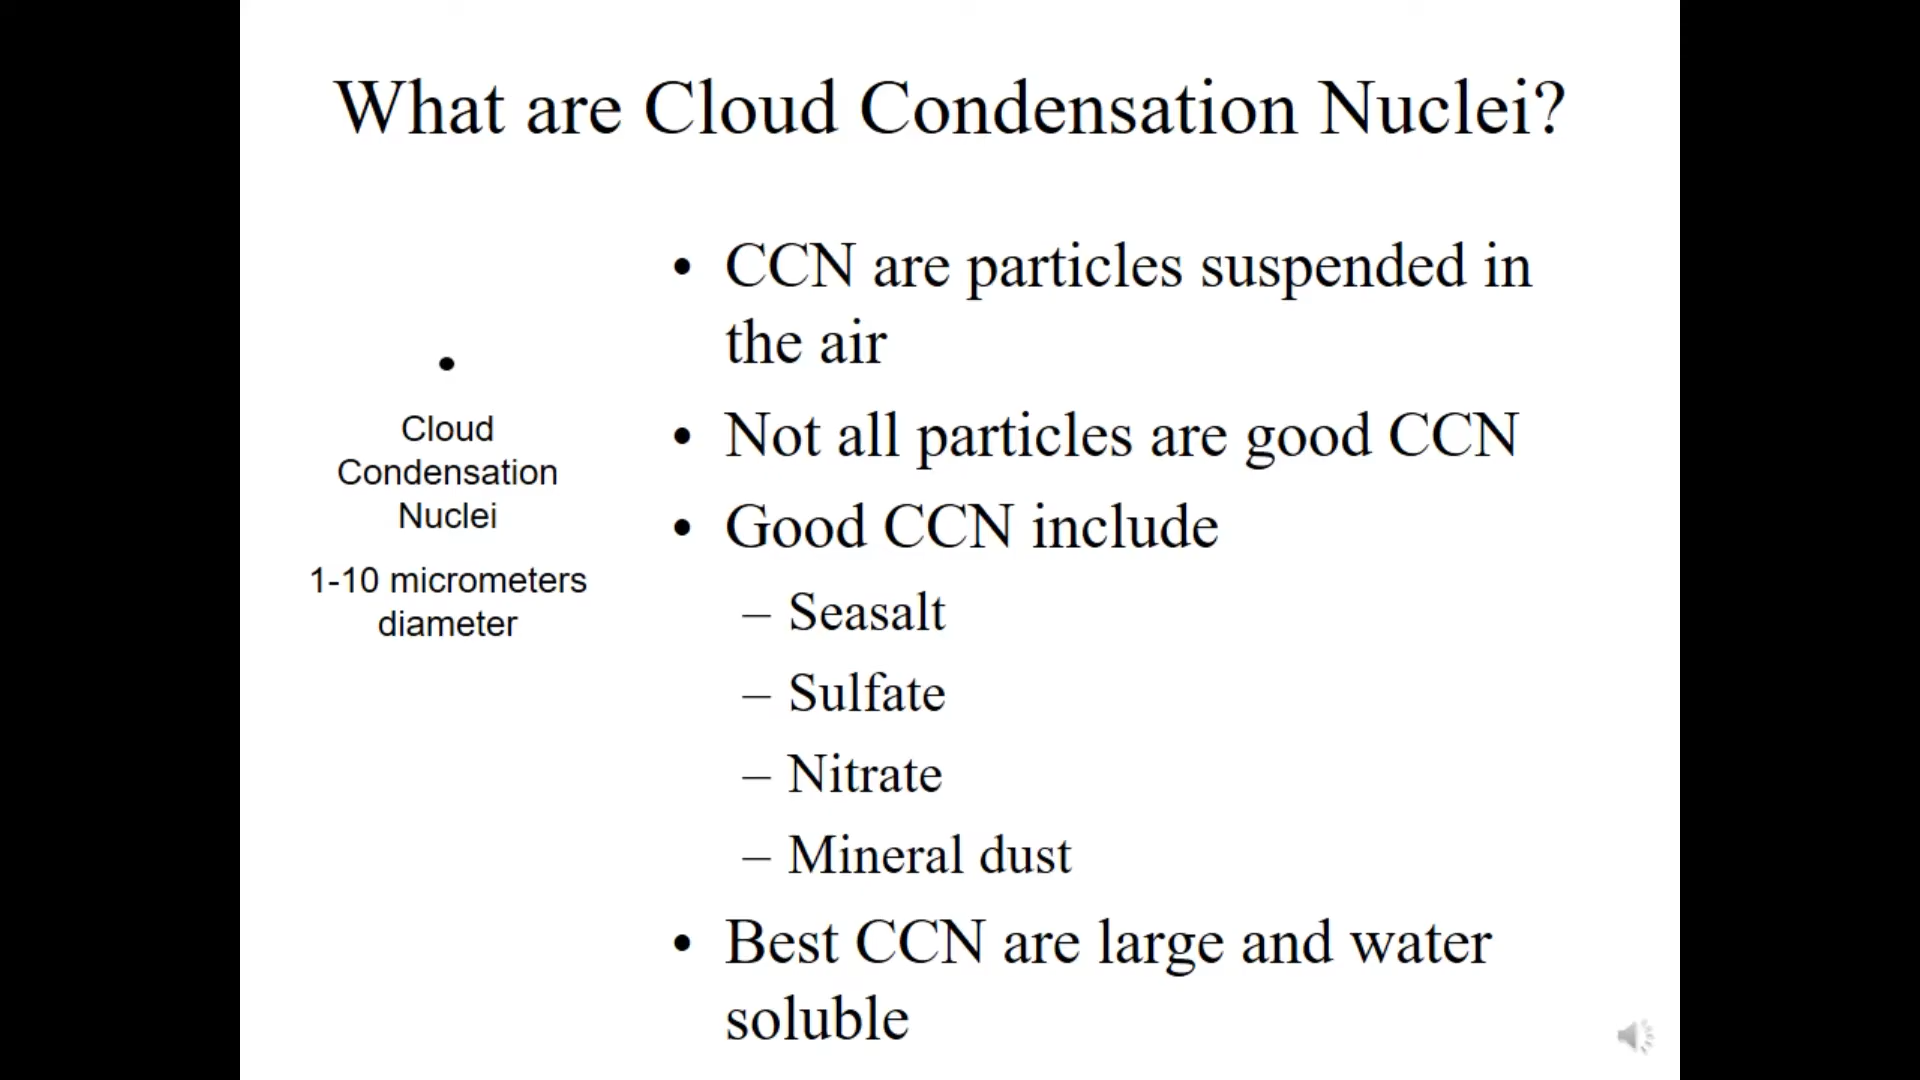 What are Cloud Condensation Nuclei?
Cloud
Condensation
Nuclei
1-10 micrometers
diameter
• CCN are particles suspended in
the air
• Not all particles are good CCN
• Good CCN include
– Seasalt
– Sulfate
– Nitrate
– Mineral dust
• Best CCN are large and water
soluble